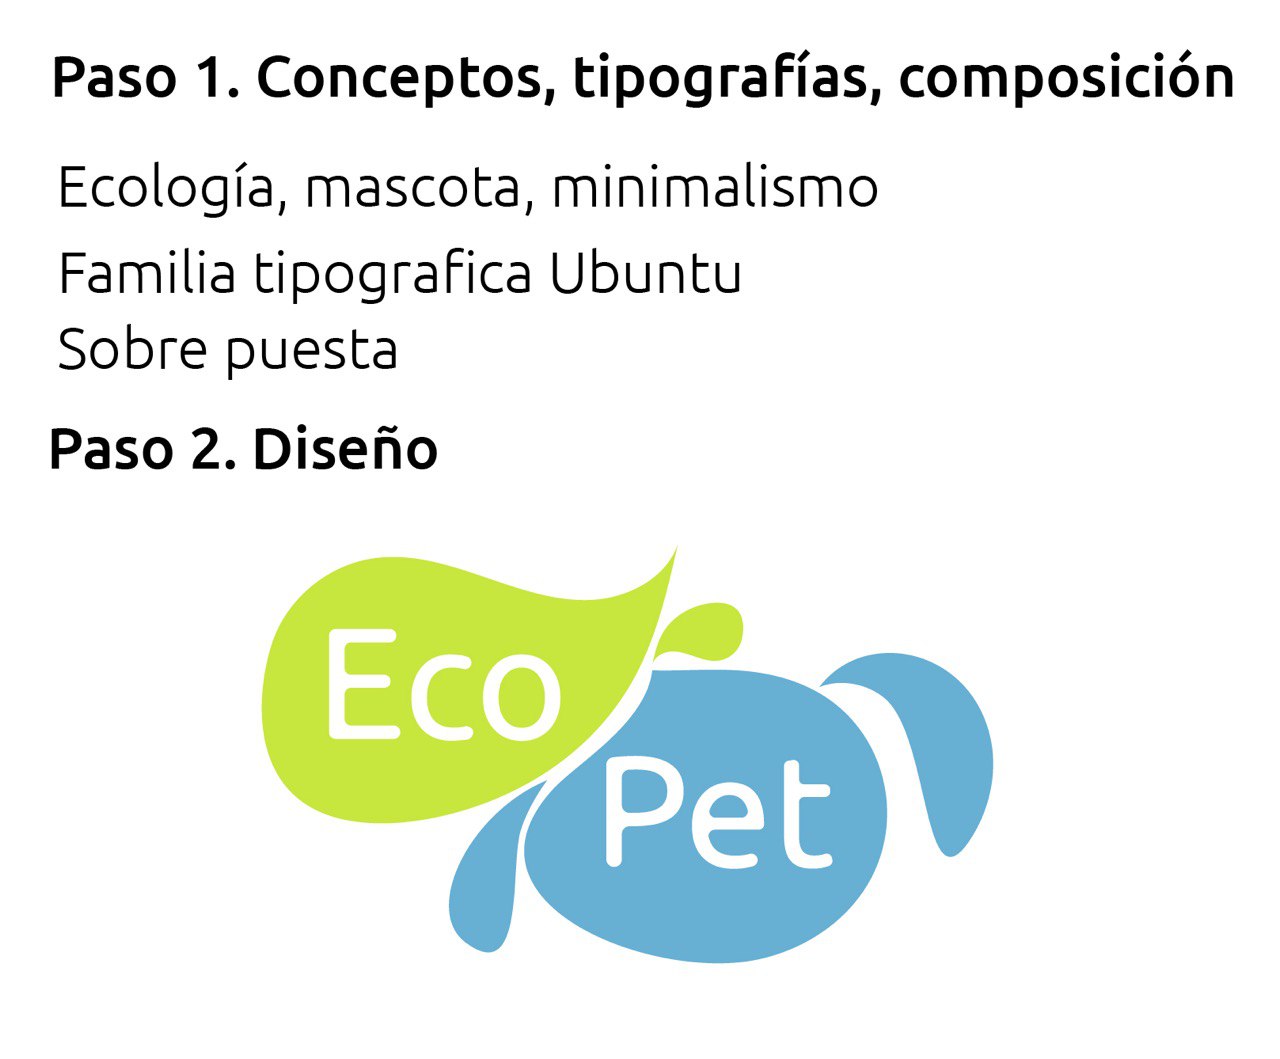 Paso 1. Conceptos, tipografías, composición
Ecología, mascota, minimalismo
Familia tipografica Ubuntu
Sobre puesta
Paso 2. Diseño
Eco
Pet